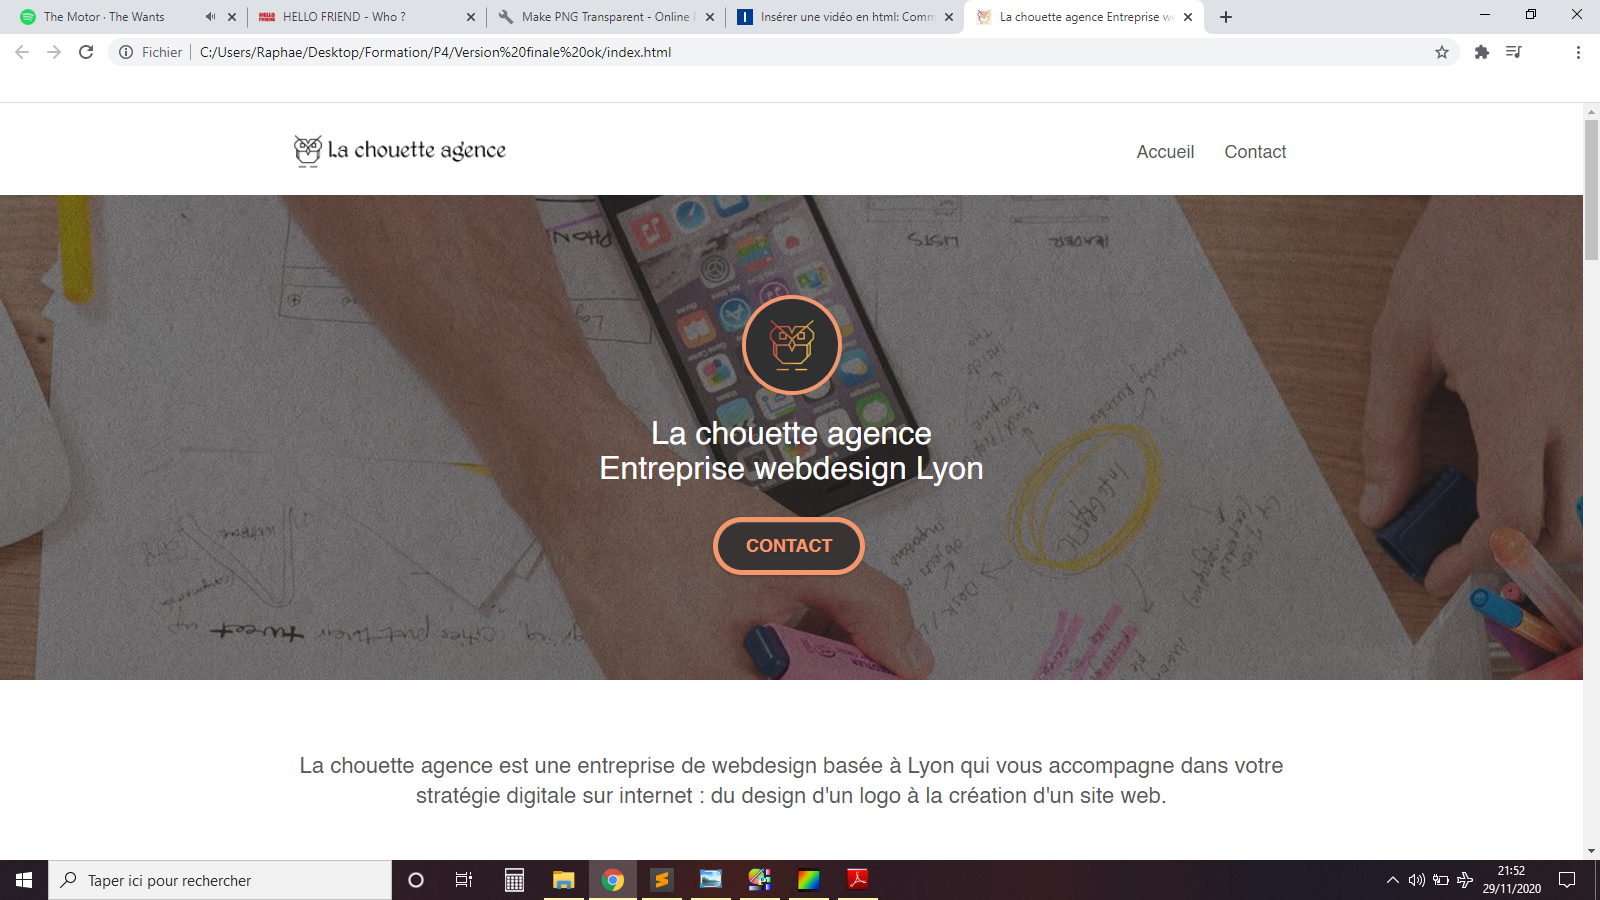 The Motor · The Wants
HELLO FRIEND - Who ?
Make PNG Transparent - Online
Insérer une vidéo en html: Comm
La chouette agence Entreprise w
Fichier
C:/Users/Raphae/Desktop/Formation/P4/Version%20finale%20ok/index.html
La chouette agence
Accueil
Contact
LISTS
HEADER
La chouette agence
Entreprise webdesign Lyon
CONTACT
La chouette agence est une entreprise de webdesign basée à Lyon qui vous accompagne dans votre
stratégie digitale sur internet : du design d'un logo à la création d'un site web.
Taper ici pour rechercher
21:52
29/11/2020